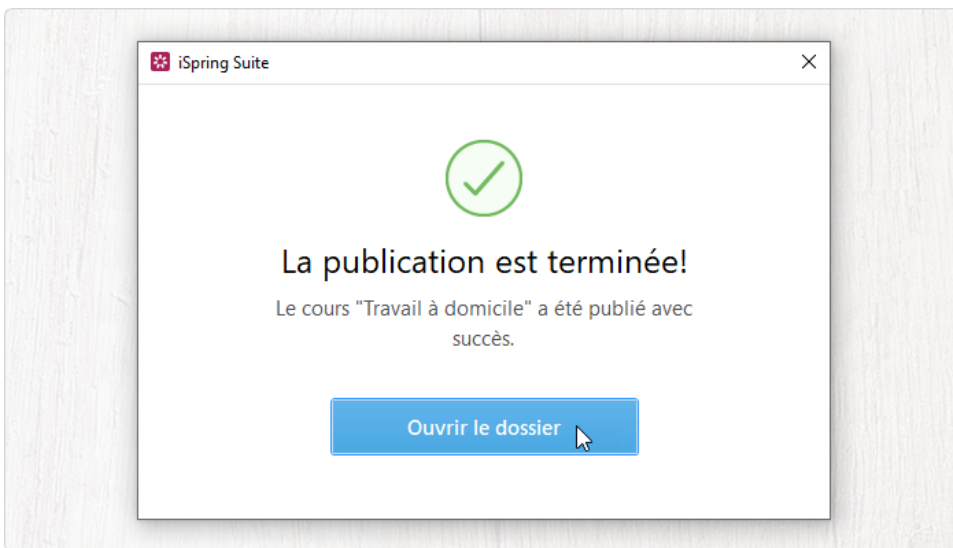 iSpring Suite
La publication est terminée!
Le cours "Travail à domicile" a été publié avec
succès.
Ouvrir le dossier